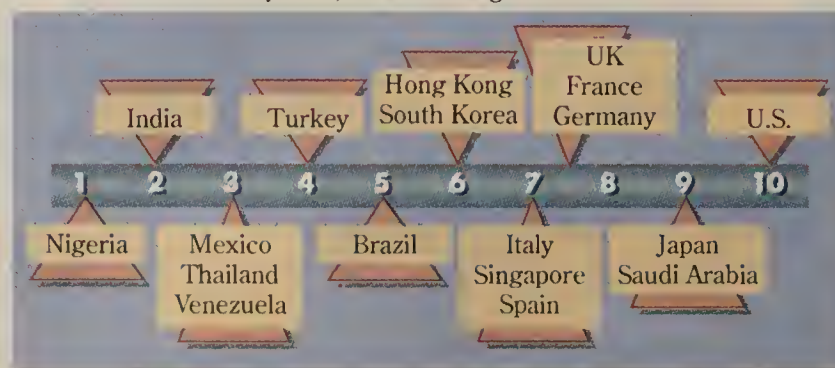 India
Turkey
Hong Kong
South Korea
UK
France
Germany
U.S.
1 2 3 4 5 6 7 8 9 10
Nigeria
Mexico
Thailand
Venezuela
Brazil
Italy
Singapore
Spain
Japan
Saudi Arabia